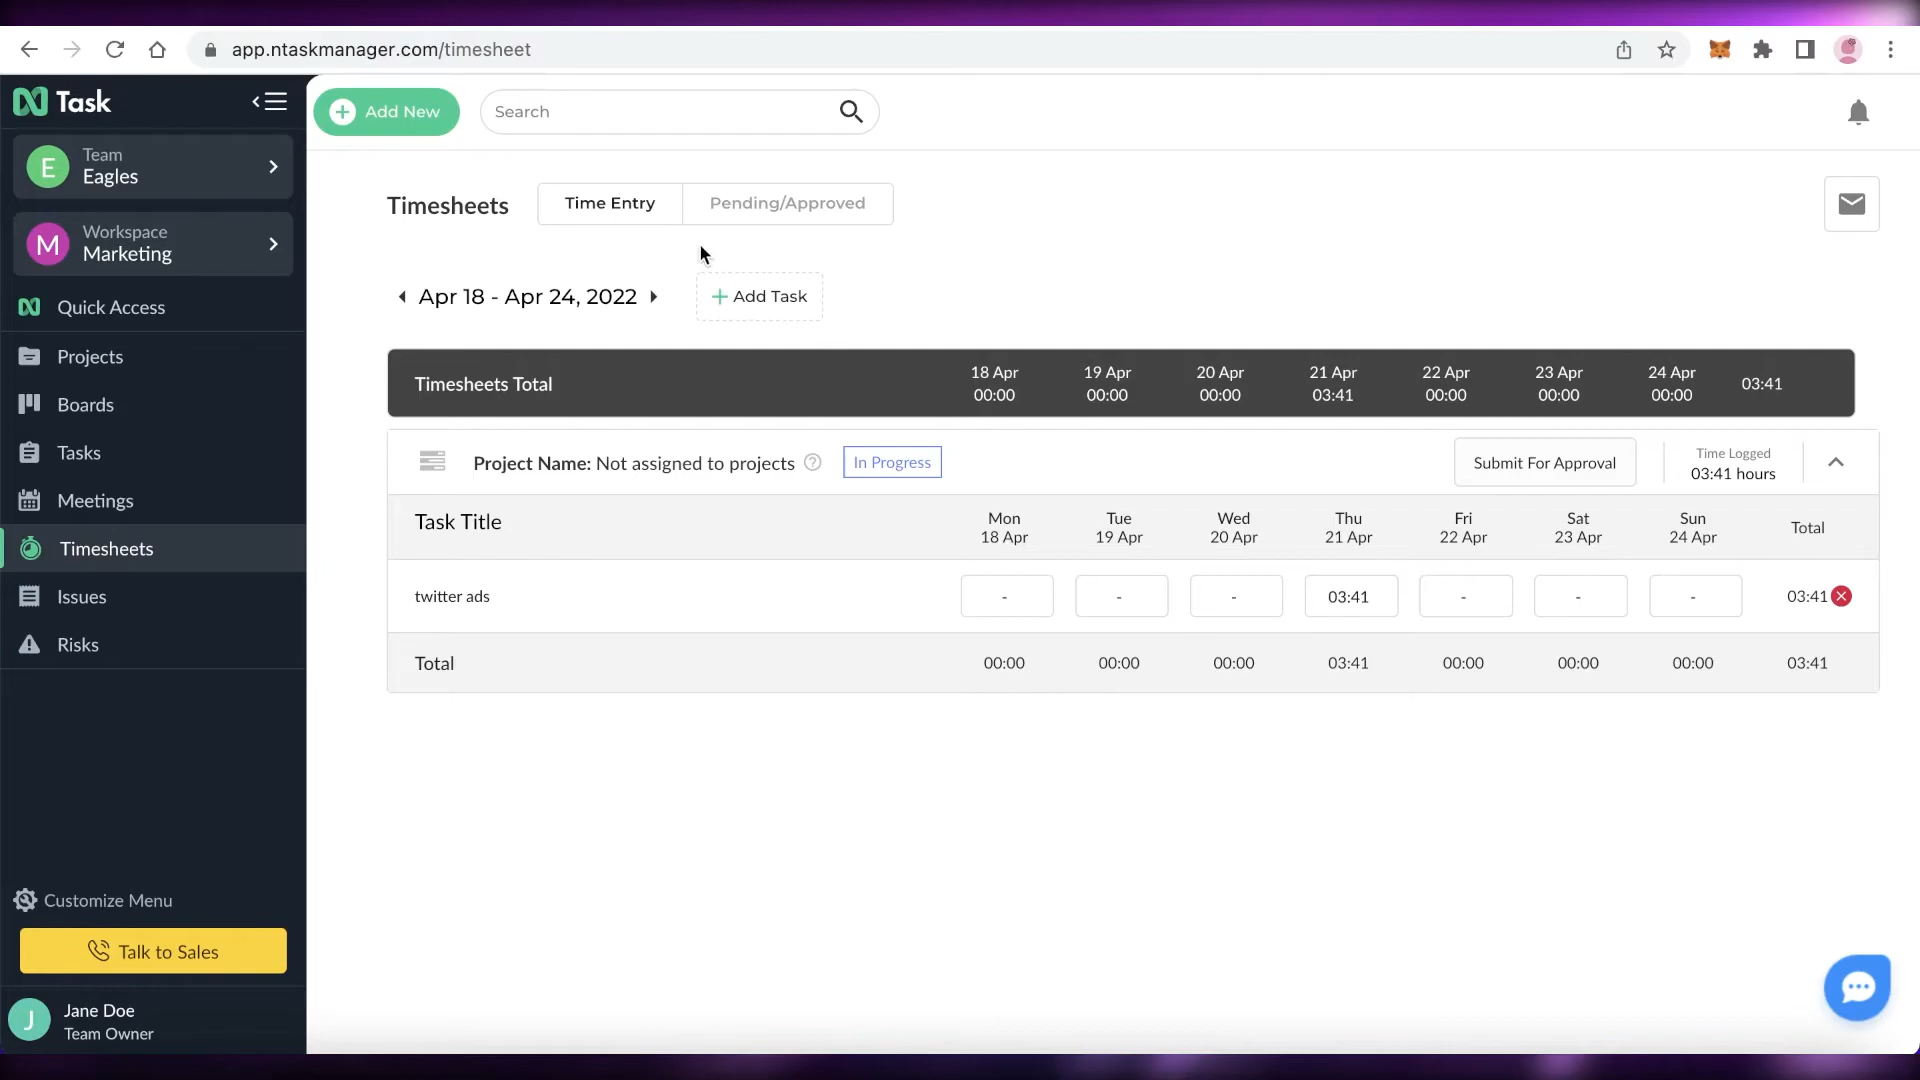 app.ntaskmanager.com/timesheet
Task
Add New
Search
E
Team
Eagles
M
Workspace
Marketing
Quick Access
Projects
Boards
Tasks
Meetings
Timesheets
Issues
Risks
Customize Menu
Talk to Sales
J
Jane Doe
Team Owner
Timesheets
Time Entry
Pending/Approved
Apr 18 - Apr 24, 2022
+ Add Task
Timesheets Total
18 Apr 19 Apr 20 Apr 21 Apr 22 Apr 23 Apr 24 Apr
00:00 00:00 00:00 03:41 00:00 00:00 00:00
03:41
Project Name: Not assigned to projects ?
In Progress
Submit For Approval
Time Logged
03:41 hours
Task Title
Mon Tue Wed Thu Fri Sat Sun
18 Apr 19 Apr 20 Apr 21 Apr 22 Apr 23 Apr 24 Apr
Total
twitter ads - - - 03:41 - - - 03:41
Total 00:00 00:00 00:00 03:41 00:00 00:00 00:00 03:41